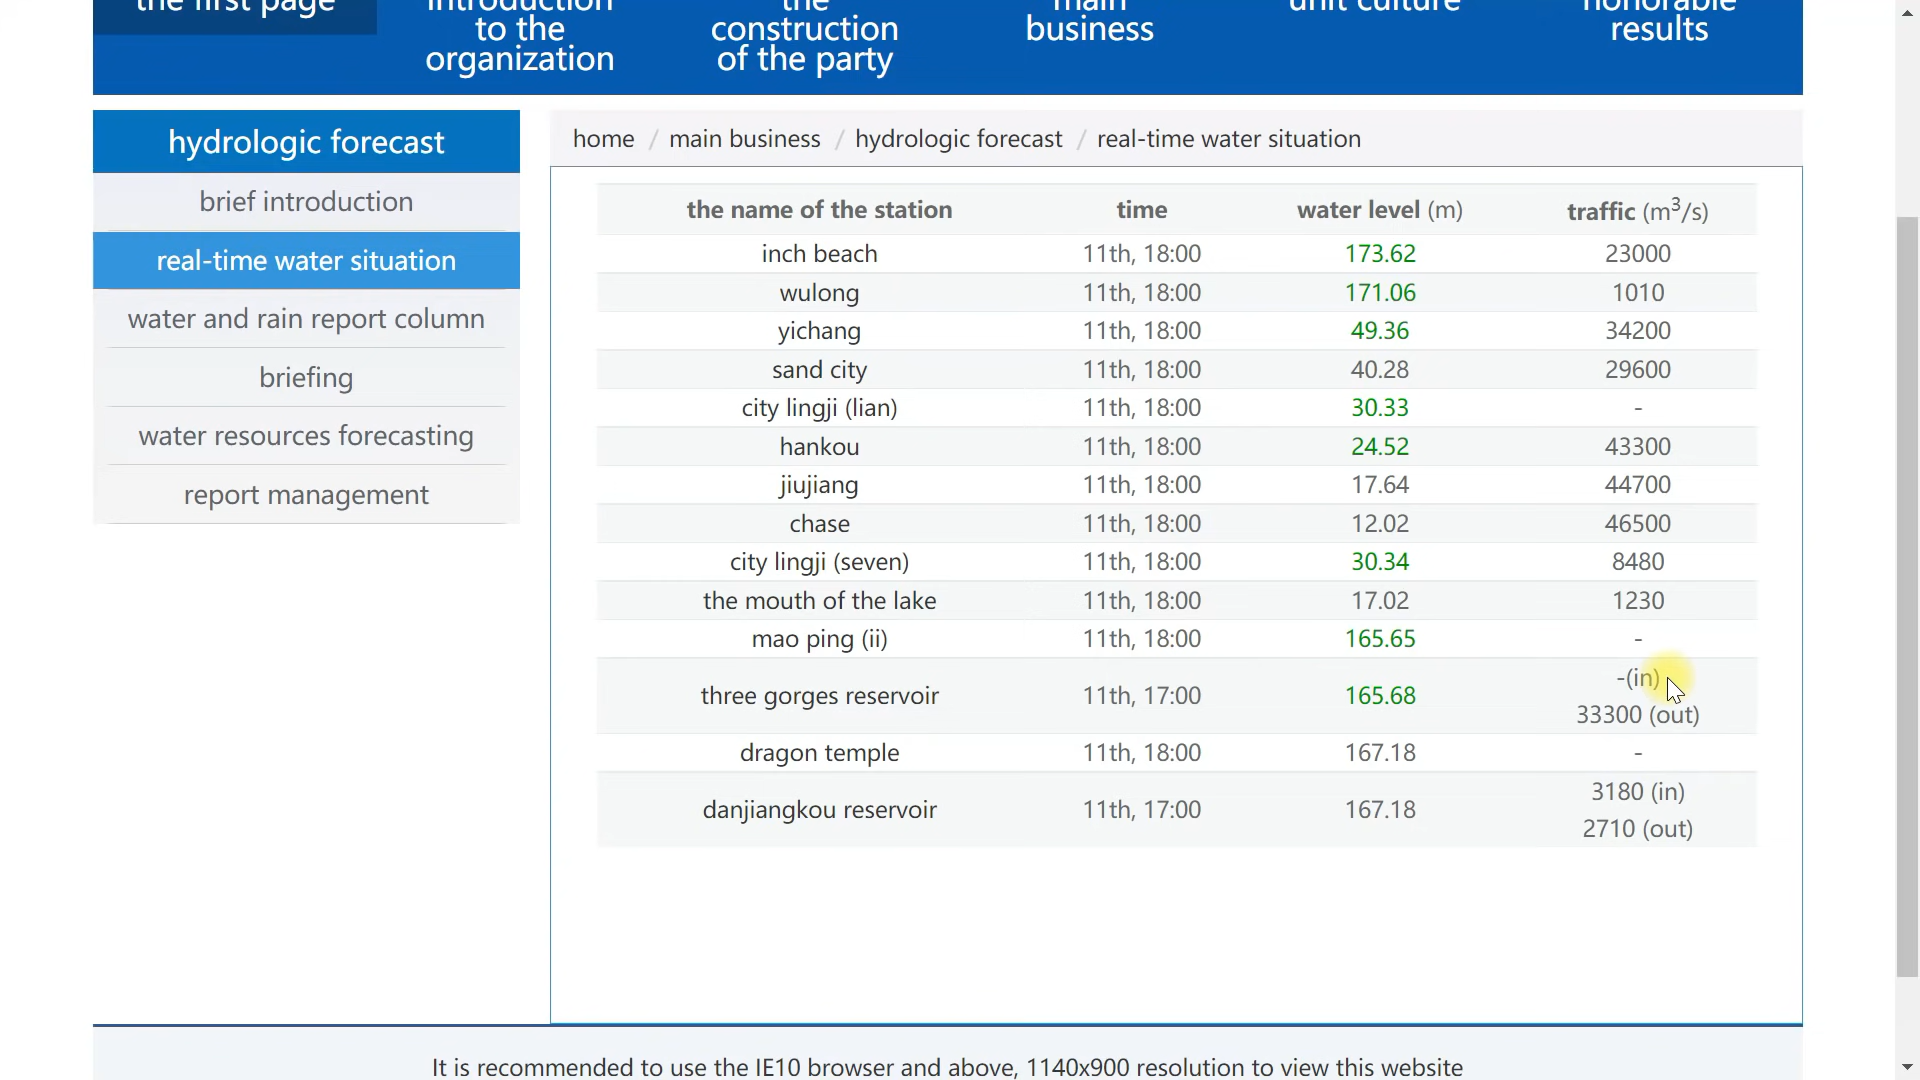 the first page
introduction
to the
organization
the
construction
of the party
main
business
unit culture
honorable
results
hydrologic forecast
brief introduction
real-time water situation
water and rain report column
briefing
water resources forecasting
report management
home / main business / hydrologic forecast / real-time water situation
the name of the station time water level (m) traffic (m³/s)
inch beach 11th, 18:00 173.62 23000
wulong 11th, 18:00 171.06 1010
yichang 11th, 18:00 49.36 34200
sand city 11th, 18:00 40.28 29600
city lingji (lian) 11th, 18:00 30.33 -
hankou 11th, 18:00 24.52 43300
jiujiang 11th, 18:00 17.64 44700
chase 11th, 18:00 12.02 46500
city lingji (seven) 11th, 18:00 30.34 8480
the mouth of the lake 11th, 18:00 17.02 1230
mao ping (ii) 11th, 18:00 165.65 -
three gorges reservoir 11th, 17:00 165.68 -(in)
33300 (out)
dragon temple 11th, 18:00 167.18 -
danjiangkou reservoir 11th, 17:00 167.18 3180 (in)
2710 (out)
It is recommended to use the IE10 browser and above, 1140x900 resolution to view this website